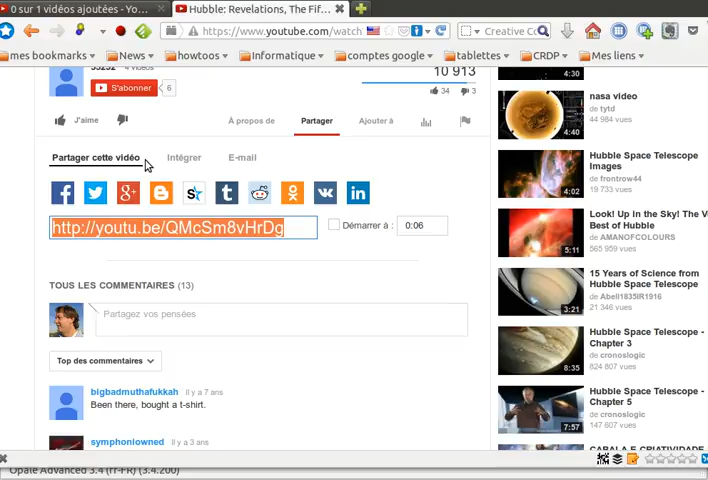 0 sur 1 vidéos ajoutées - Yo...
Hubble: Revelations, The Fif...
https://www.youtube.com/watch
Creative Co
mes bookmarks
News
howtoos
Informatique
comptes google
tablettes
CRDP
Mes liens
S'abonner
6
10 913
34
3
J'aime
À propos de
Partager
Ajouter à
Partager cette vidéo
Intégrer
E-mail
http://youtu.be/QMcSm8vHrDg
Démarrer à :
0:06
TOUS LES COMMENTAIRES (13)
Partagez vos pensées
Top des commentaires
bigbadmuthafukkah Il y a 7 ans
Been there, bought a t-shirt.
symphoniowned Il y a 3 ans
4:30
nasa video
de tytd
44 984 vues
4:40
Hubble Space Telescope
Images
de frontrow44
19 733 vues
4:02
Look! Up in the Sky! The V
Best of Hubble
de AMANOFCOLOURS
565 959 vues
5:11
15 Years of Science from
Hubble Space Telescope
de Abell1835IR1916
21 346 vues
3:21
Hubble Space Telescope -
Chapter 3
de cronoslogic
824 807 vues
8:35
Hubble Space Telescope -
Chapter 5
de cronoslogic
147 607 vues
7:57
CABALA E CRIATIVIDADE
Opale Advanced 3.4 (fr-FR) (3.4.200)